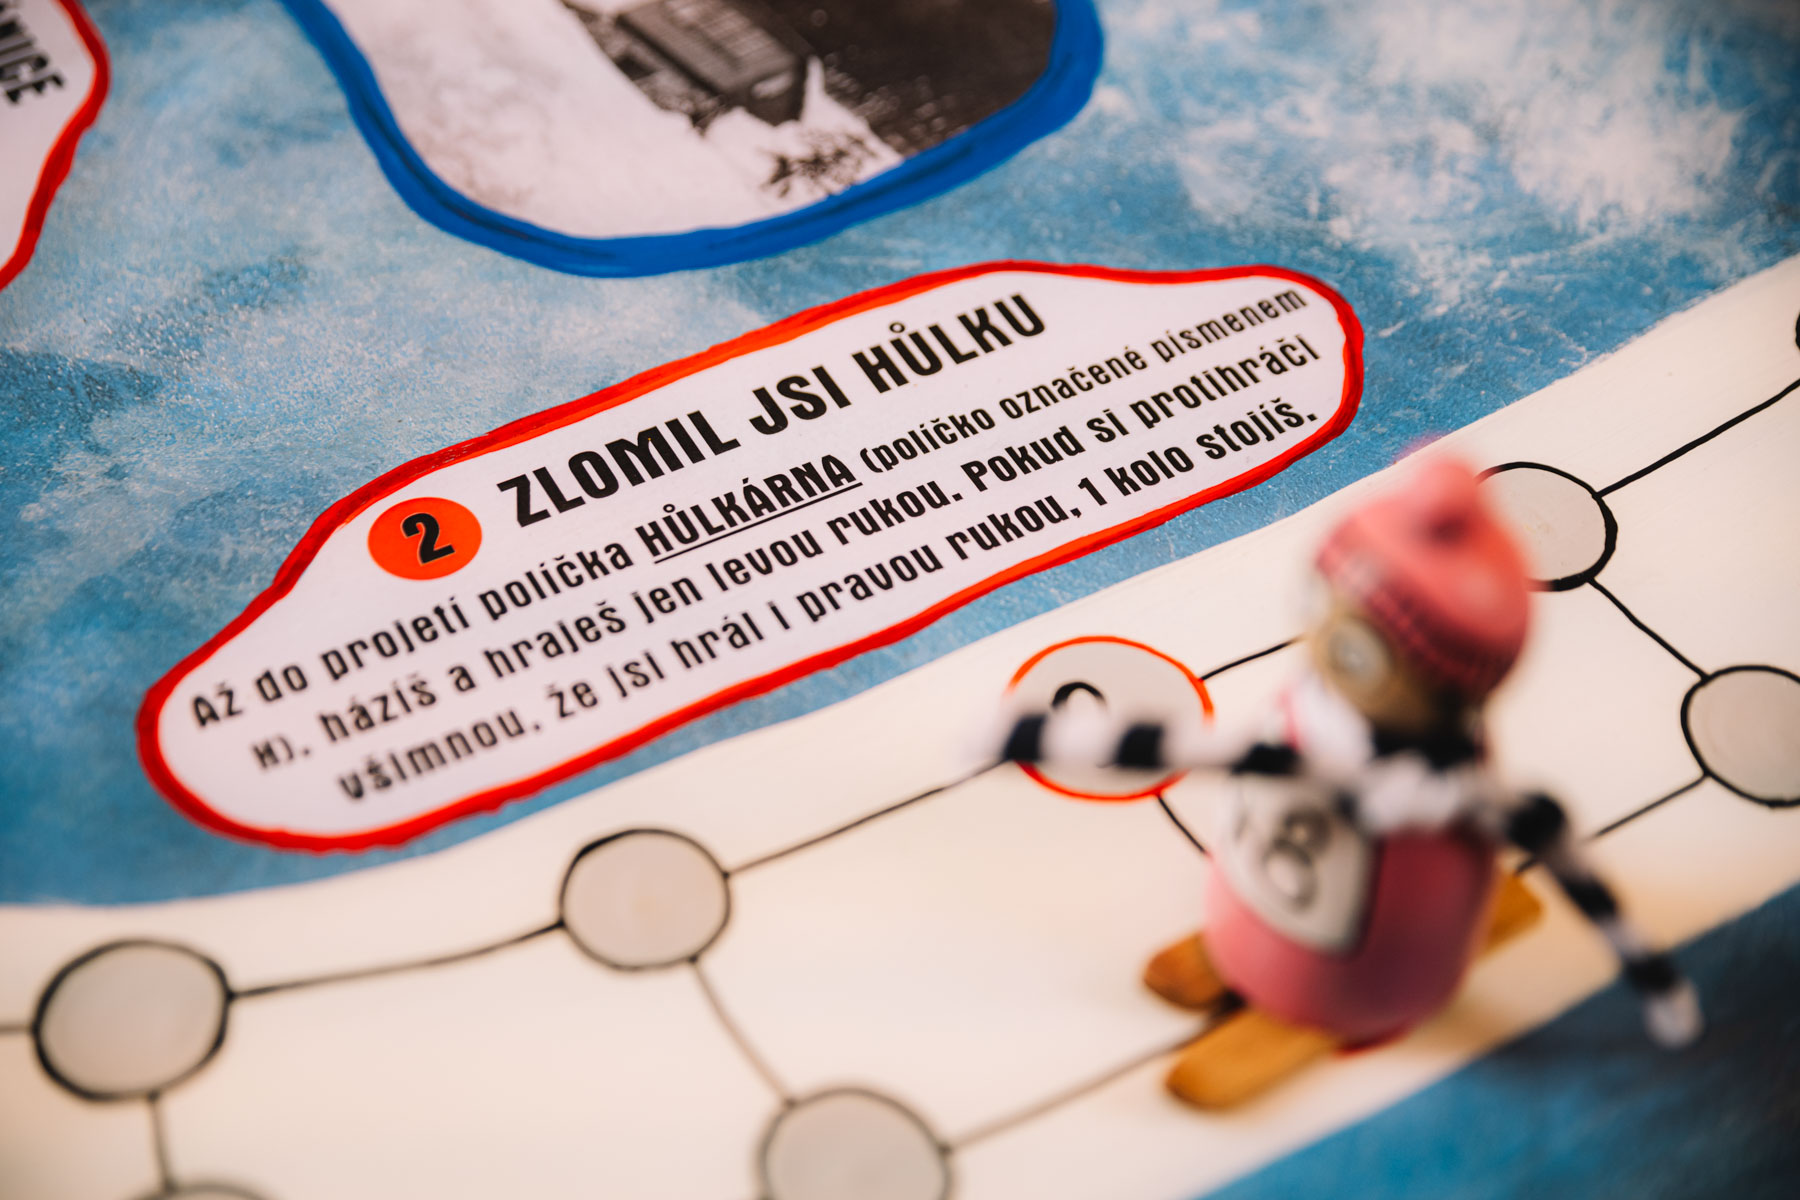 2 ZLOMIL JSI HŮLKU
Až do projetí políčka HŮLKÁRNA (políčko označené písmenem
H), házíš a hraješ jen levou rukou. Pokud si protihráči
všimnou, že jsi hrál i pravou rukou, 1 kolo stojíš.